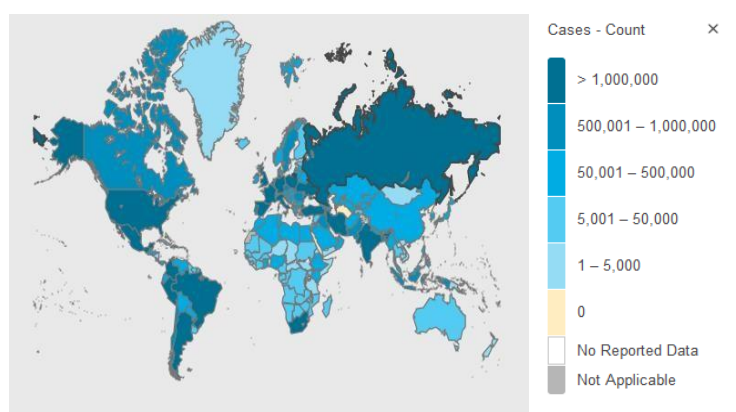 Cases - Count ×
> 1,000,000
500,001 – 1,000,000
50,001 – 500,000
5,001 – 50,000
1 – 5,000
0
No Reported Data
Not Applicable